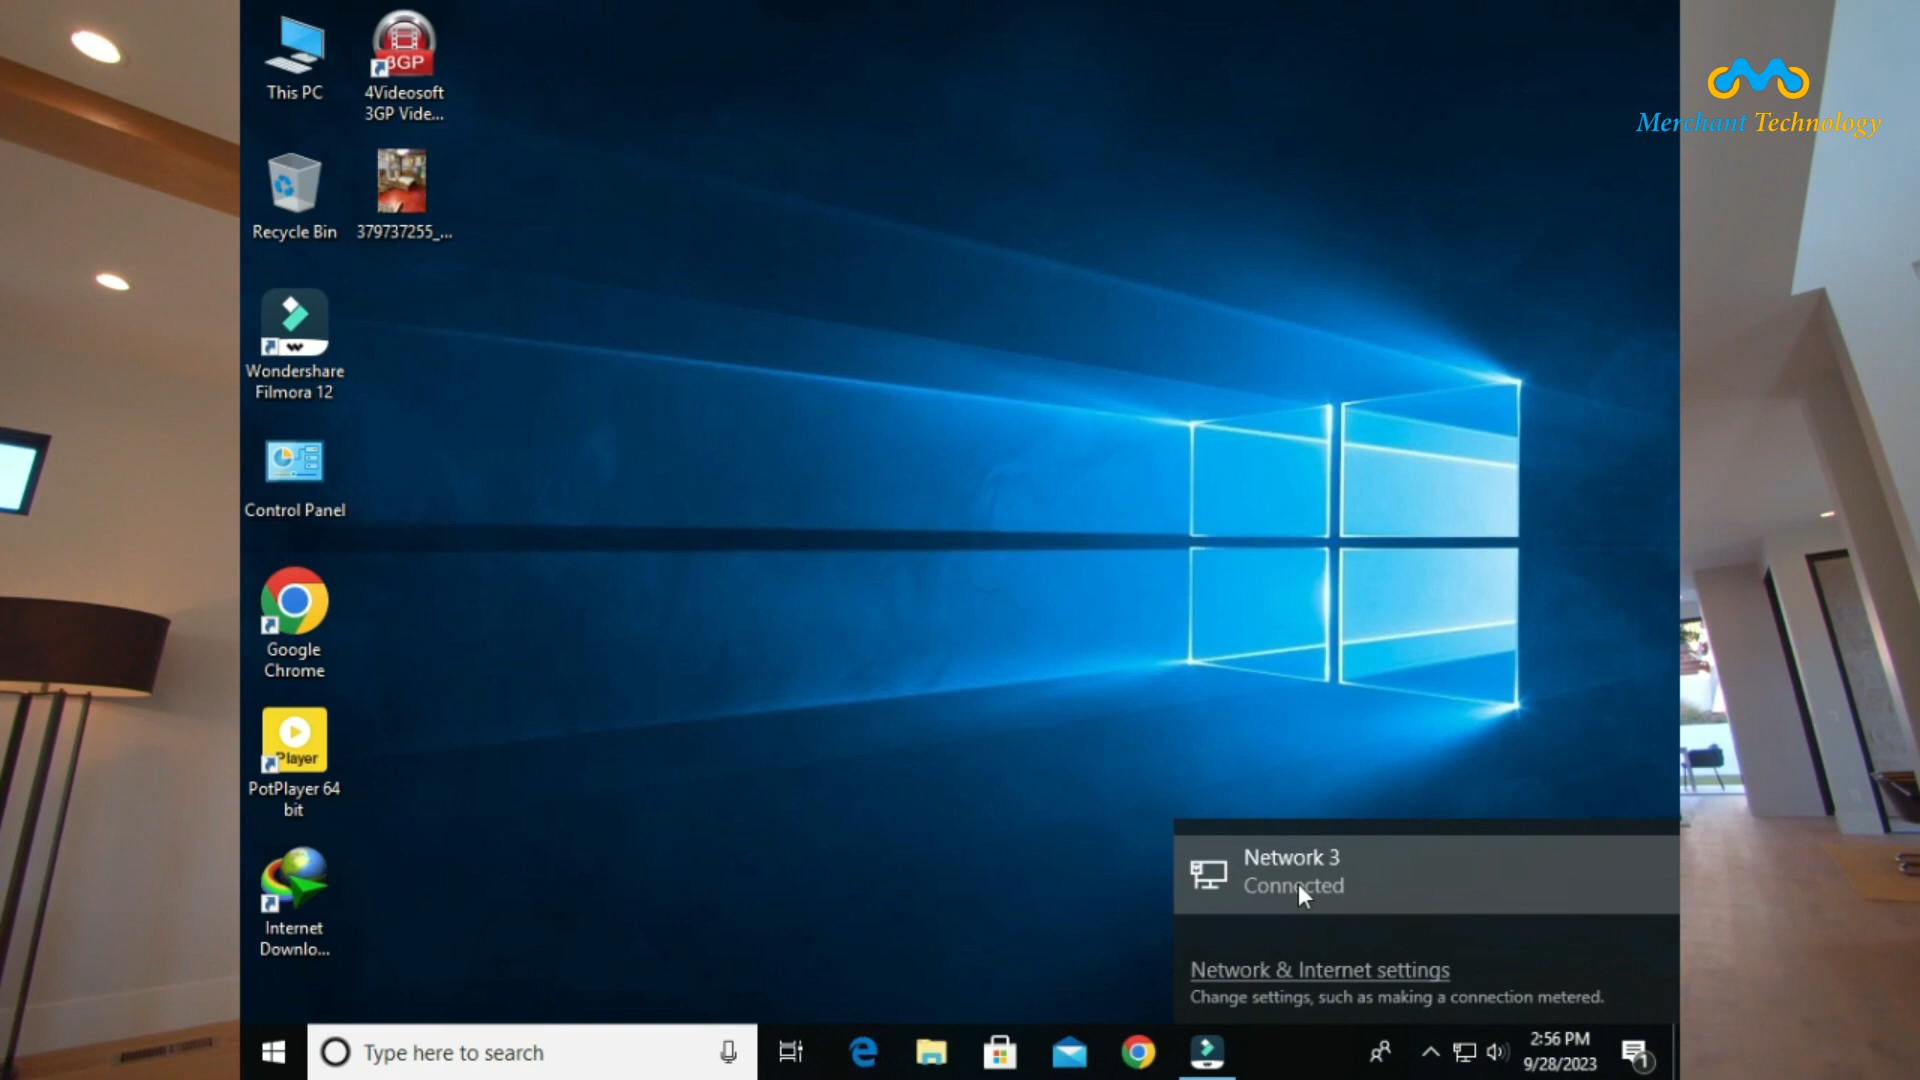 This PC
3GP
4Videosoft
3GP Vide...
Merchant Technology
Recycle Bin
379737255_...
Wondershare
Filmora 12
Control Panel
Google
Chrome
Player
PotPlayer 64
bit
Internet
Downlo...
Network 3
Connected
Network & Internet settings
Change settings, such as making a connection metered.
Type here to search
2:56 PM
9/28/2023
1